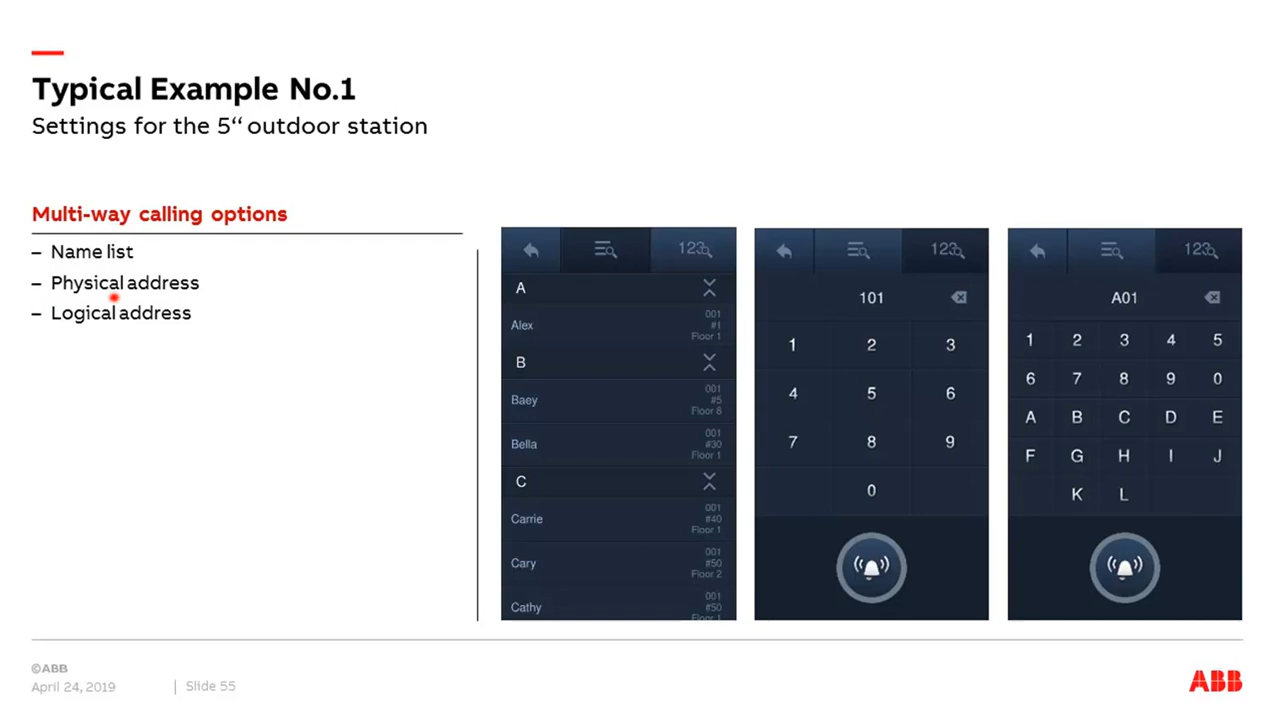 Typical Example No.1
Settings for the 5“ outdoor station
Multi-way calling options
– Name list
– Physical address
– Logical address
123
A
Alex
001
#1
Floor 1
B
Baey
001
#5
Floor 8
Bella
001
#30
Floor 1
C
Carrie
001
#40
Floor 1
Cary
001
#50
Floor 2
Cathy
001
#50
Floor 1
123
101
1 2 3
4 5 6
7 8 9
0
123
A01
1 2 3 4 5
6 7 8 9 0
A B C D E
F G H I J
K L
©ABB
April 24, 2019 | Slide 55
ABB